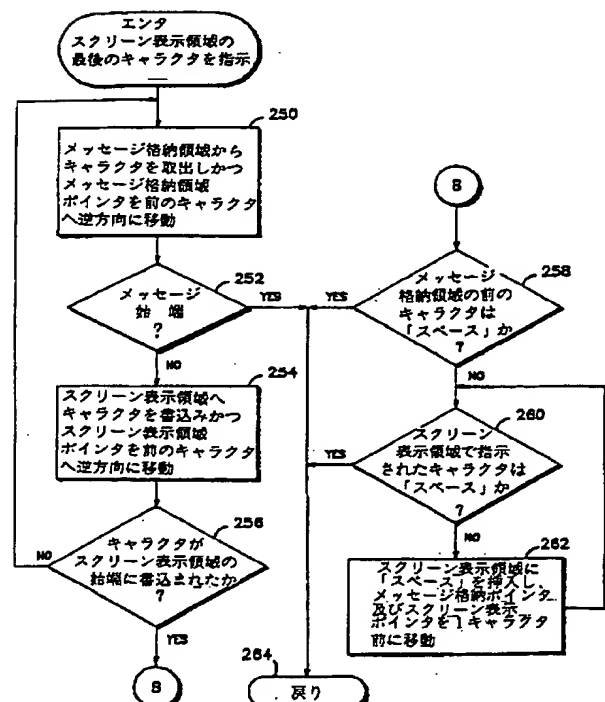 エンタ
スクリーン表示領域の
最後のキャラクタを指示
250
メッセージ格納領域から
キャラクタを取出しかつ
メッセージ格納領域
ポインタを前のキャラクタ
へ逆方向に移動
252
メッセージ
始端
?
YES
NO
254
スクリーン表示領域へ
キャラクタを書込みかつ
スクリーン表示領域
ポインタを前のキャラクタ
へ逆方向に移動
256
キャラクタが
スクリーン表示領域の
始端に書込まれたか
?
NO
YES
B
B
258
メッセージ
格納領域の前の
キャラクタは
「スペース」か
?
YES
NO
260
スクリーン
表示領域で指示
されたキャラクタは
「スペース」か
?
YES
NO
262
スクリーン表示領域に
「スペース」を挿入し、
メッセージ格納ポインタ
及びスクリーン表示
ポインタを1キャラクタ
前に移動
264
戻り